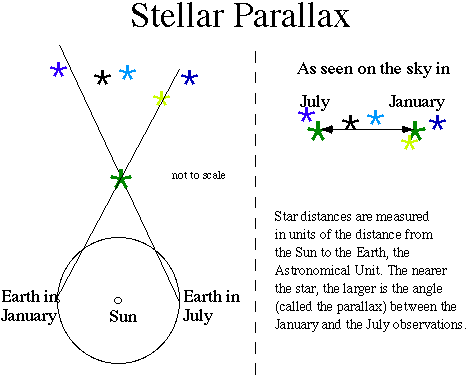 Stellar Parallax
not to scale
Earth in
January
Sun
Earth in
July
As seen on the sky in
July January
Star distances are measured
in units of the distance from
the Sun to the Earth, the
Astronomical Unit. The nearer
the star, the larger is the angle
(called the parallax) between the
January and the July observations.